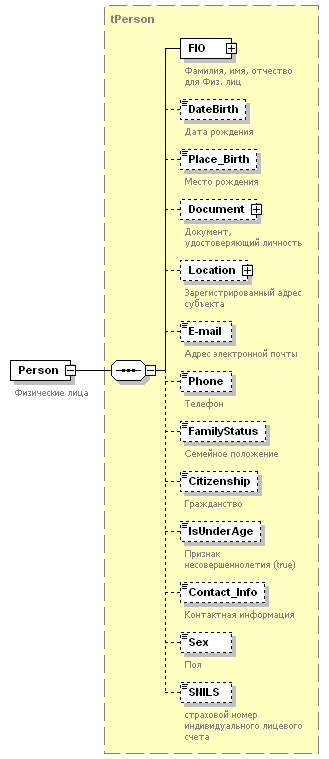 tPerson
FIO
Фамилия, имя, отчество
для Физ. лиц
DateBirth
Дата рождения
Place_Birth
Место рождения
Document
Документ,
удостоверяющий личность
Location
Зарегистрированный адрес
субъекта
E-mail
Адрес электронной почты
Person
Физические лица
Phone
Телефон
FamilyStatus
Семейное положение
Citizenship
Гражданство
IsUnderAge
Признак
несовершеннолетия (true)
Contact_Info
Контактная информация
Sex
Пол
SNILS
страховой номер
индивидуального лицевого
счета